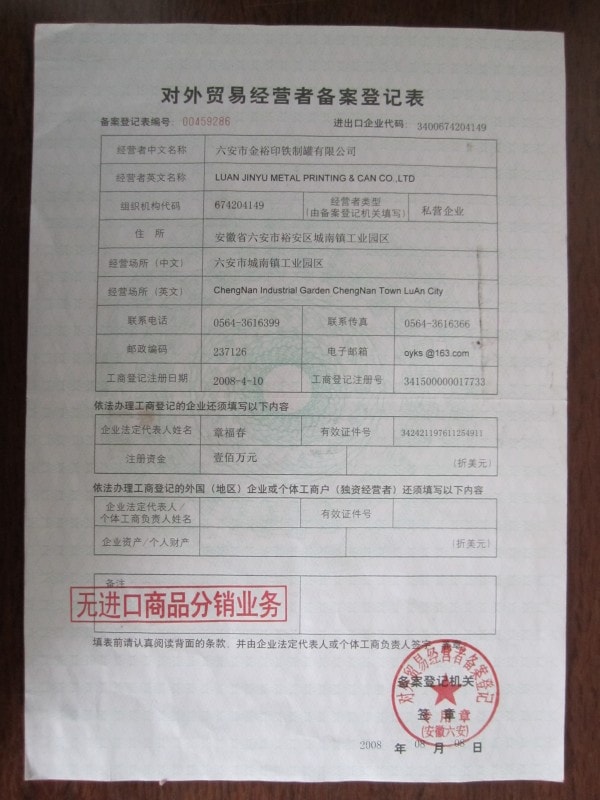 对外贸易经营者备案登记表
备案登记表编号: 00459286 进出口企业代码: 3400674204149
经营者中文名称 六安市金裕印铁制罐有限公司
经营者英文名称 LUAN JINYU METAL PRINTING & CAN CO.,LTD
组织机构代码 674204149 经营者类型 私营企业
(由备案登记机关填写)
住 所 安徽省六安市裕安区城南镇工业园区
经营场所(中文) 六安市城南镇工业园区
经营场所(英文) ChengNan Industrial Garden ChengNan Town LuAn City
联系电话 0564-3616399 联系传真 0564-3616366
邮政编码 237126 电子邮箱 oyks @163.com
工商登记注册日期 2008-4-10 工商登记注册号 341500000017733
依法办理工商登记的企业还须填写以下内容
企业法定代表人姓名 章福春 有效证件号 342421197611254911
注册资金 壹佰万元 (折美元)
依法办理工商登记的外国(地区)企业或个体工商户(独资经营者)还须填写以下内容
企业法定代表人/
个体工商负责人姓名 有效证件号
企业资产/个人财产 (折美元)
备注
无进口商品分销业务
填表前请认真阅读背面的条款,并由企业法定代表人或个体工商负责人签字、
对外贸易经营者备案登记
备案登记机关
签 章
专用章
(安徽六安)
2008 年 08 月 08 日